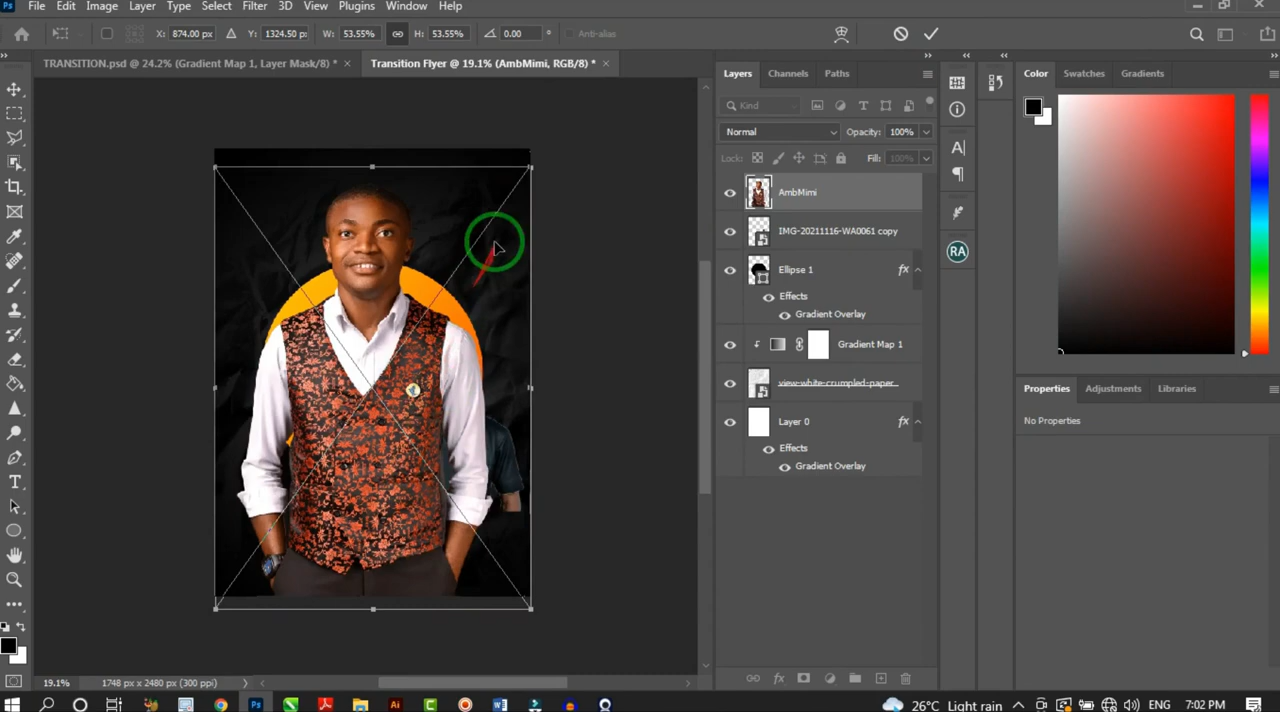 Ps File Edit Image Layer Type Select Filter 3D View Plugins Window Help
X: 874.00 px Y: 1324.50 px W: 53.55% H: 53.55% 0.00 ° Anti-alias
TRANSITION.psd @ 24.2% (Gradient Map 1, Layer Mask/8) * × Transition Flyer @ 19.1% (AmbMimi, RGB/8) * ×
Layers Channels Paths
Color Swatches Gradients
Kind
Normal Opacity: 100%
Lock: Fill: 100%
AmbMimi
IMG-20211116-WA0061 copy
Ellipse 1 fx
Effects
Gradient Overlay
Gradient Map 1
view-white-crumpled-paper...
Layer 0 fx
Effects
Gradient Overlay
RA
Properties Adjustments Libraries
No Properties
19.1% 1748 px x 2480 px (300 ppi)
fx
26°C Light rain ENG 7:02 PM